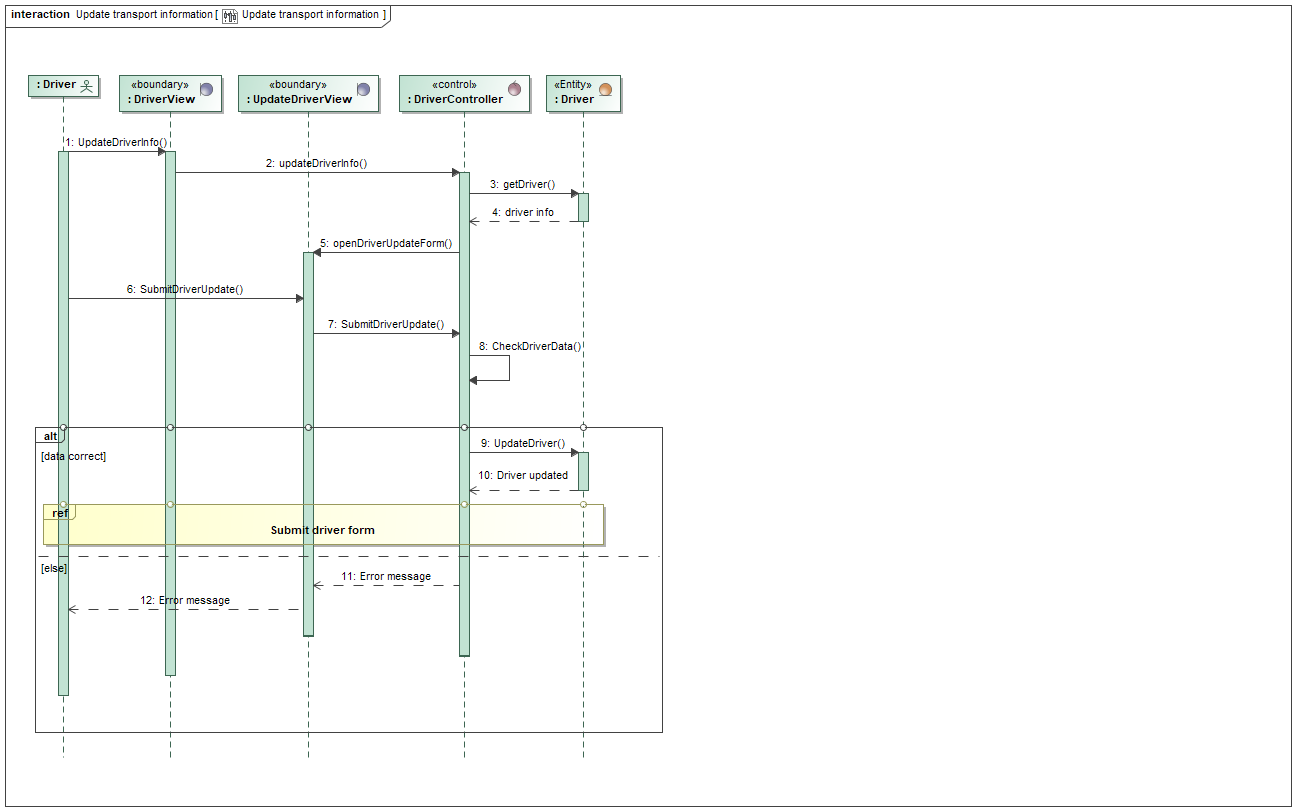 interaction Update transport information [ Update transport information ]
: Driver
«boundary»
: DriverView
«boundary»
: UpdateDriverView
«control»
: DriverController
«Entity»
: Driver
1: UpdateDriverInfo()
2: updateDriverInfo()
3: getDriver()
4: driver info
5: openDriverUpdateForm()
6: SubmitDriverUpdate()
7: SubmitDriverUpdate()
8: CheckDriverData()
alt
[data correct]
9: UpdateDriver()
10: Driver updated
ref
Submit driver form
[else]
11: Error message
12: Error message